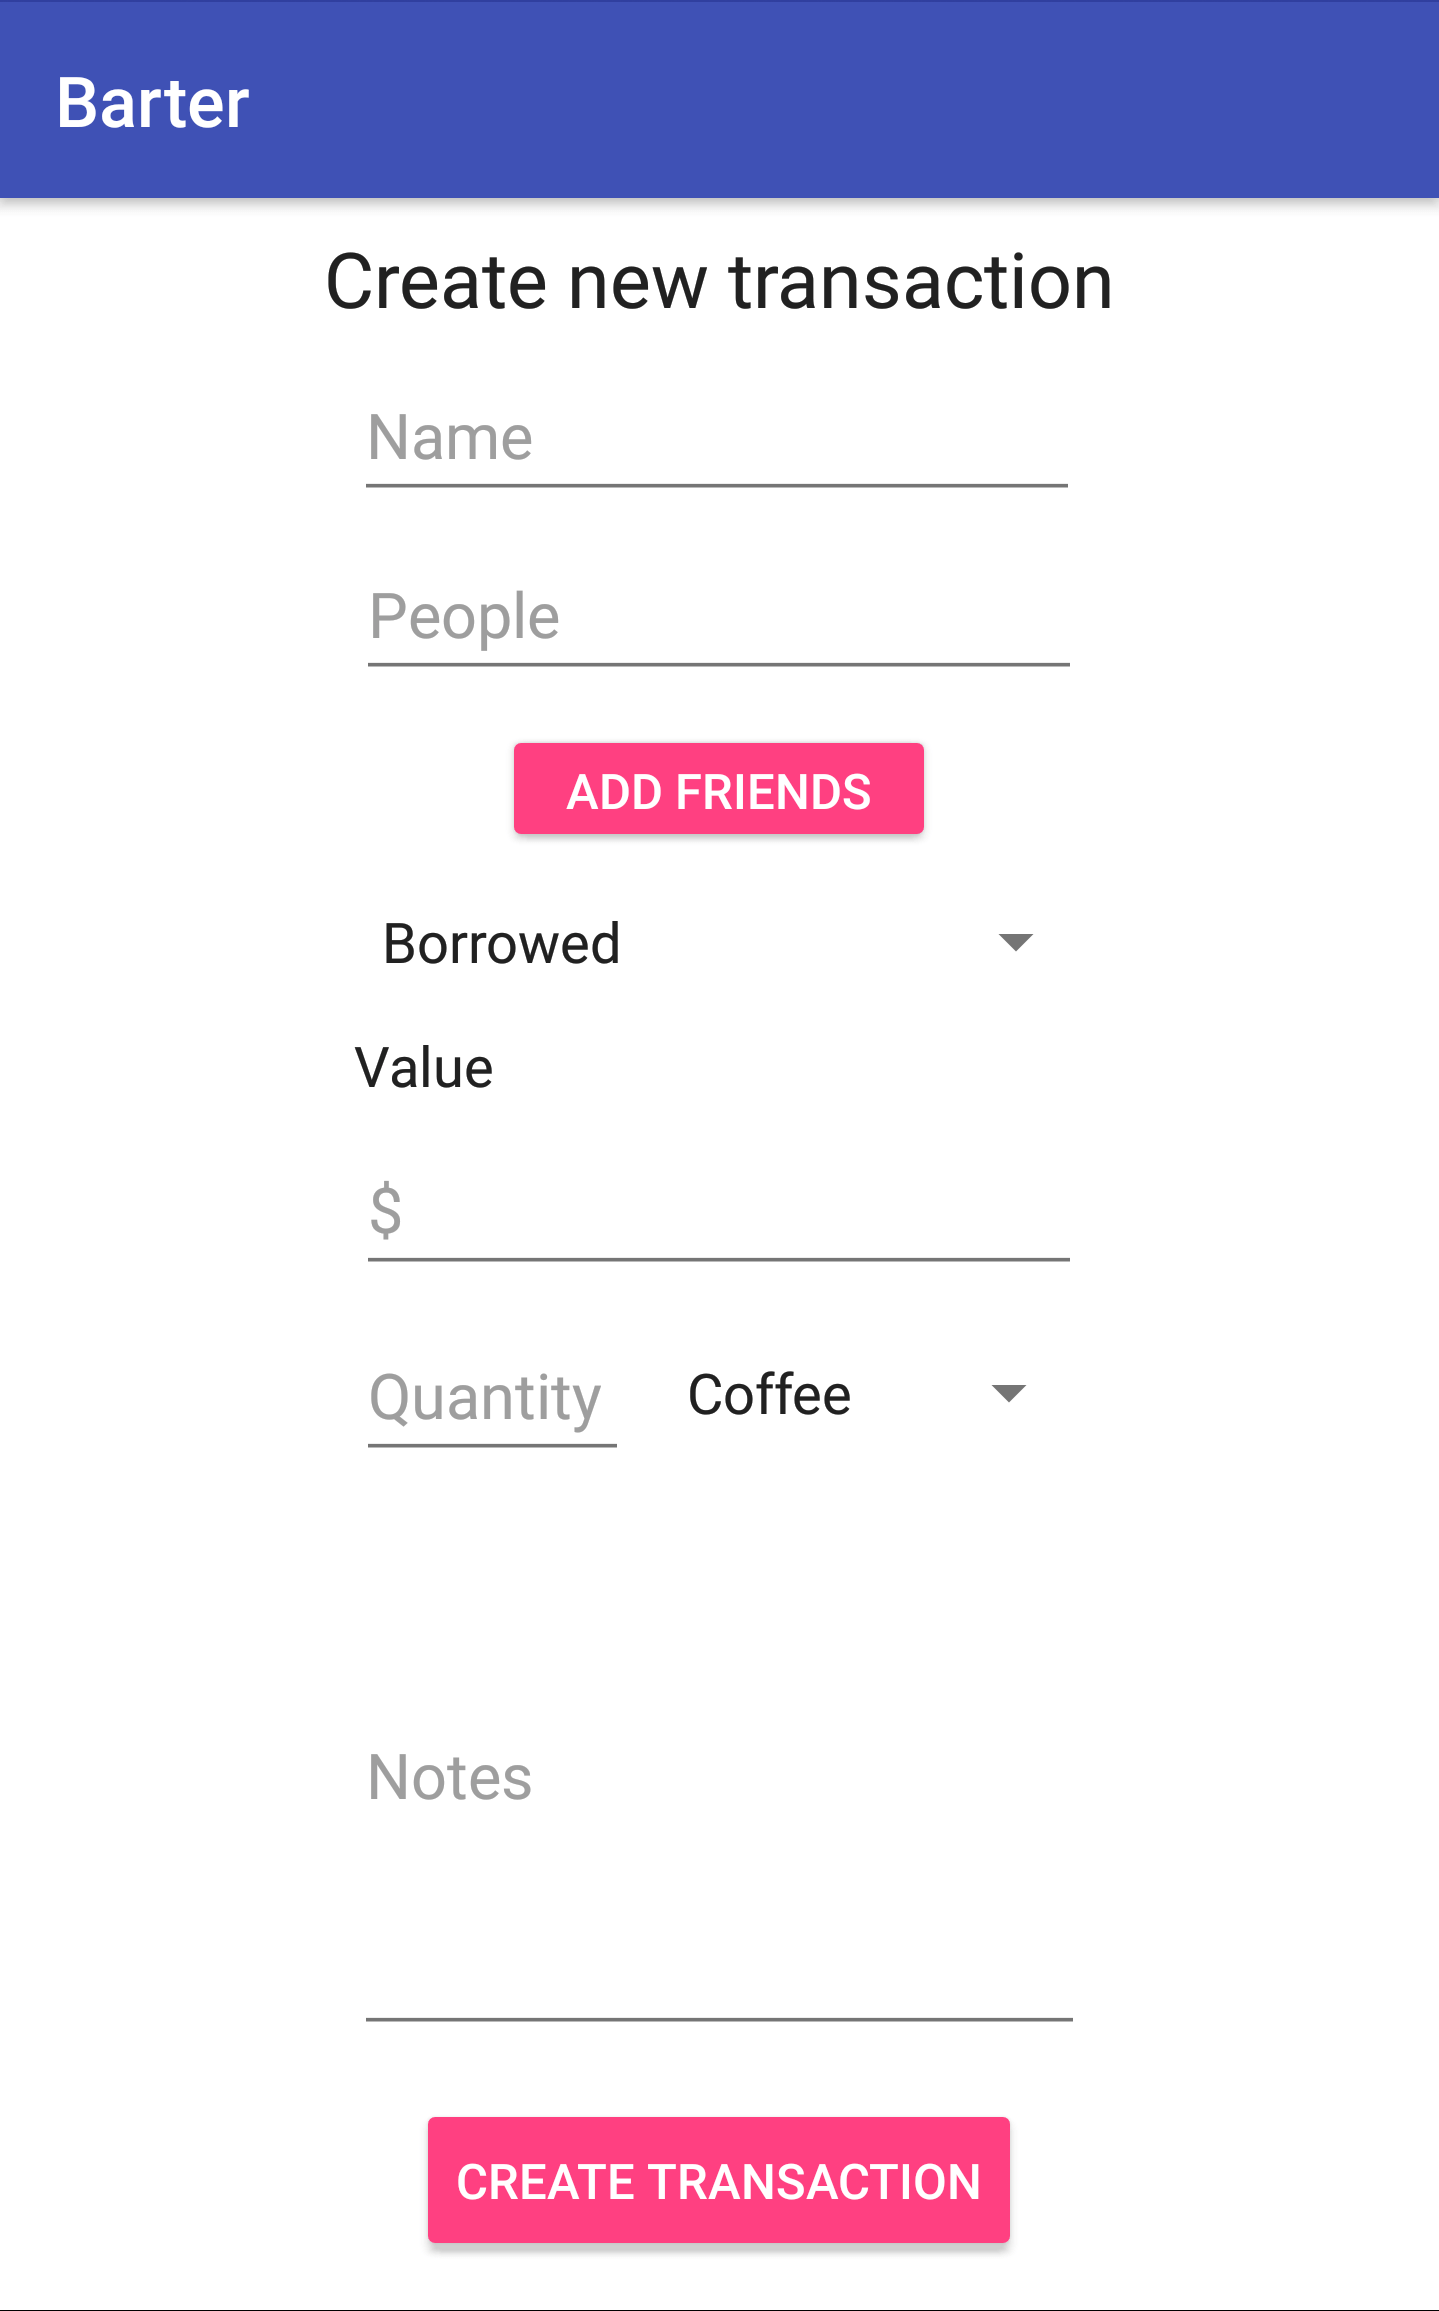 Barter
Create new transaction
Name
People
ADD FRIENDS
Borrowed
Value
$
Quantity Coffee
Notes
CREATE TRANSACTION